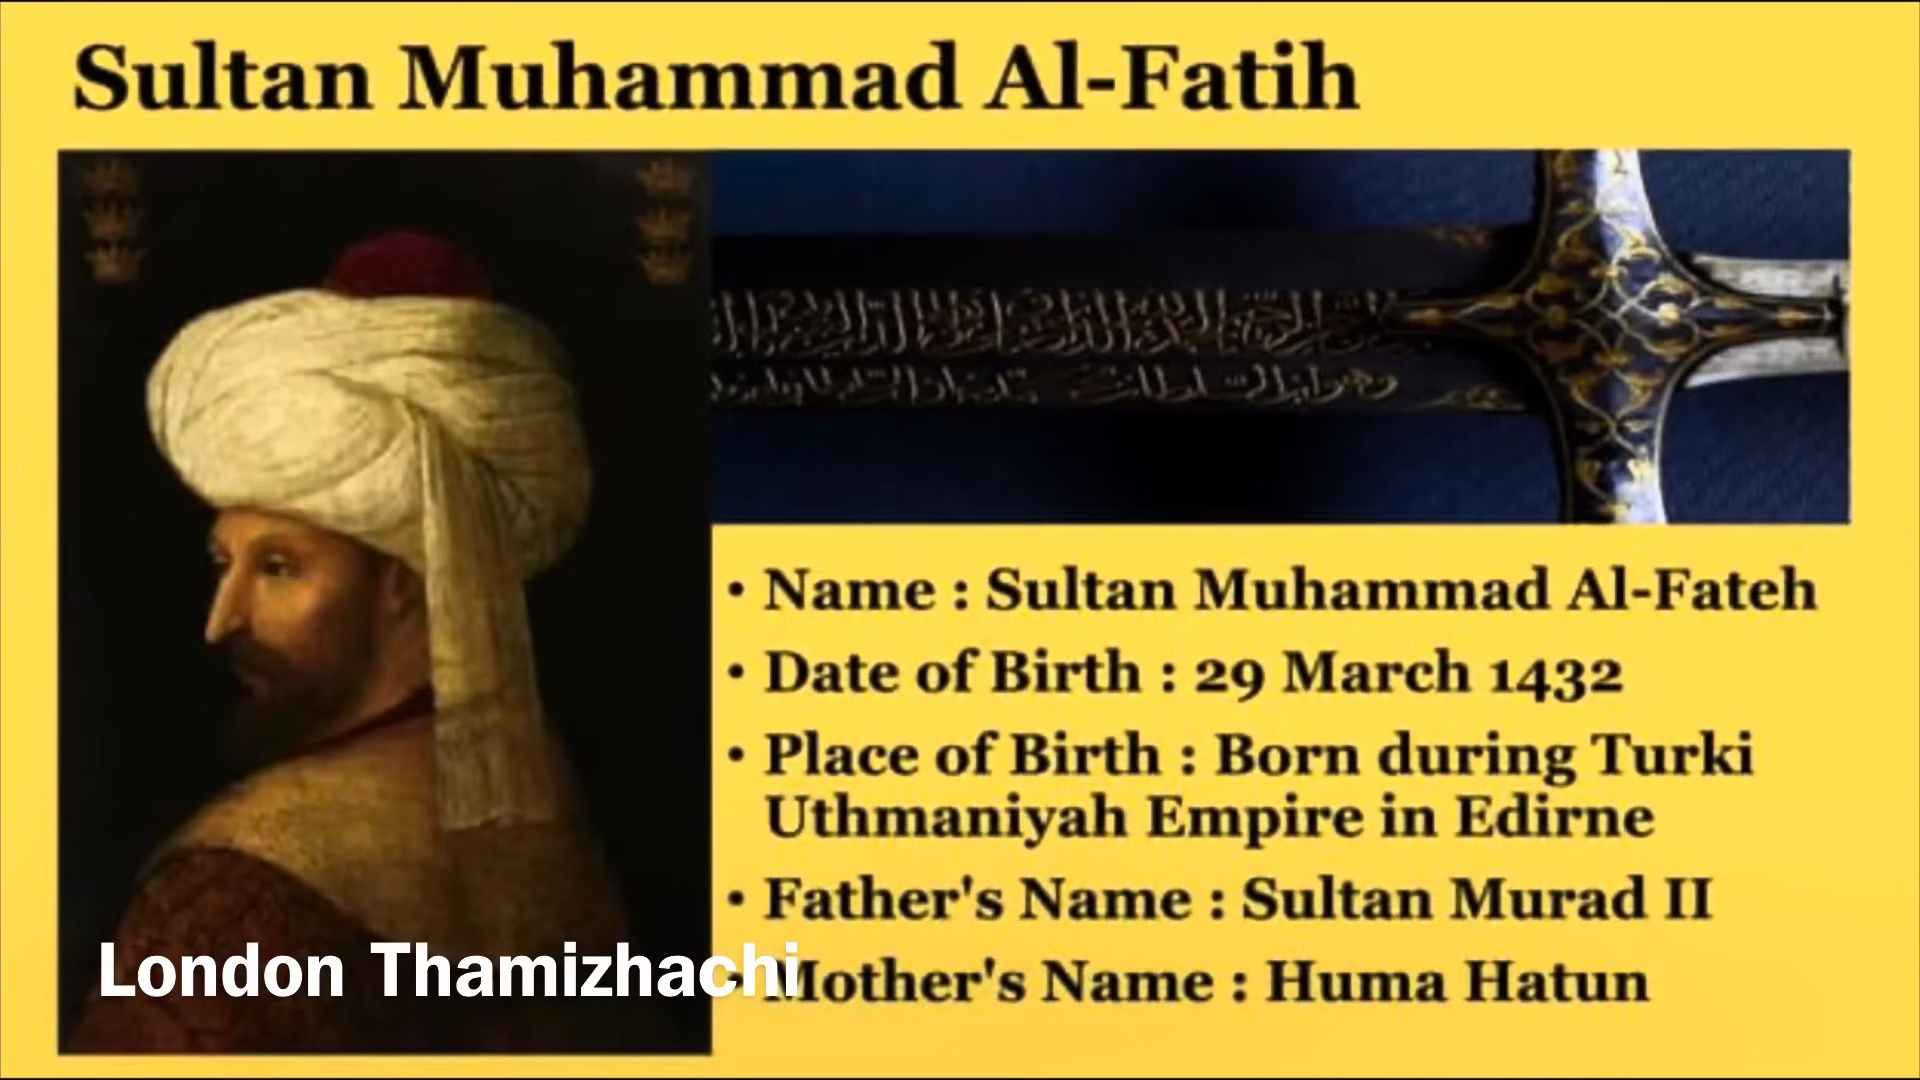 Sultan Muhammad Al-Fatih
• Name : Sultan Muhammad Al-Fateh
• Date of Birth : 29 March 1432
• Place of Birth : Born during Turki
Uthmaniyah Empire in Edirne
• Father's Name : Sultan Murad II
• Mother's Name : Huma Hatun
London Thamizhachi